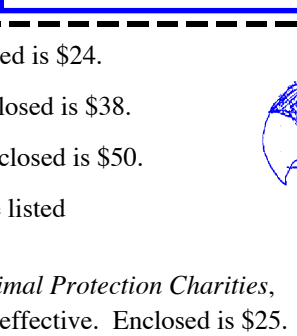 ed is $24.
losed is $38.
closed is $50.
listed
imal Protection Charities,
effective. Enclosed is $25.